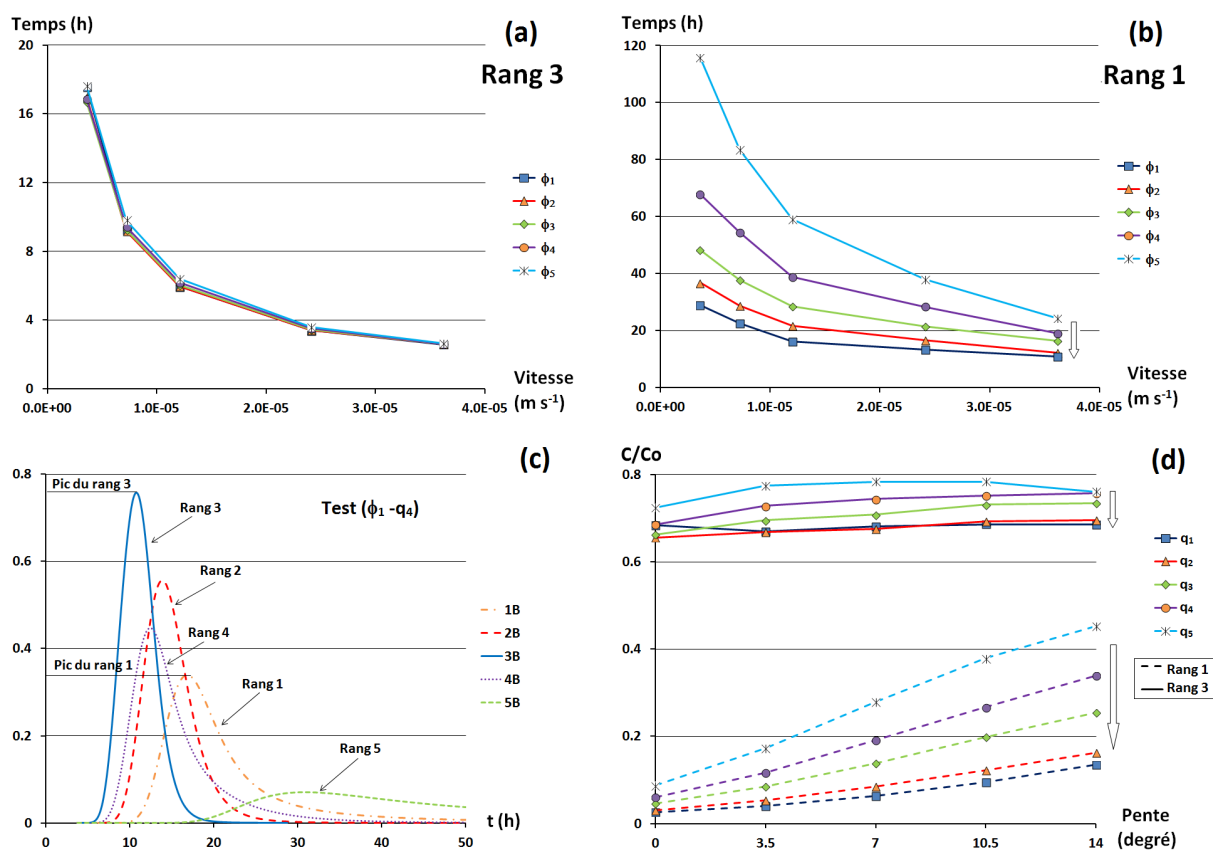 Temps (h)
(a)
Rang 3
20
16
12
8
4
0
0.0E+00
1.0E-05
2.0E-05
3.0E-05
4.0E-05
Vitesse
(m s⁻¹)
ϕ₁
ϕ₂
ϕ₃
ϕ₄
ϕ₅
Temps (h)
(b)
Rang 1
120
100
80
60
40
20
0
0.0E+00
1.0E-05
2.0E-05
3.0E-05
4.0E-05
Vitesse
(m s⁻¹)
ϕ₁
ϕ₂
ϕ₃
ϕ₄
ϕ₅
(c)
0.8
0.6
0.4
0.2
0
Pic du rang 3
Rang 3
Test (ϕ₁ -q₄)
Rang 2
Rang 4
Pic du rang 1
Rang 1
Rang 5
1B
2B
3B
4B
5B
t (h)
0
10
20
30
40
50
C/Co
(d)
0.8
0.6
0.4
0.2
0
q₁
q₂
q₃
q₄
q₅
Rang 1
Rang 3
Pente
(degré)
0
3.5
7
10.5
14